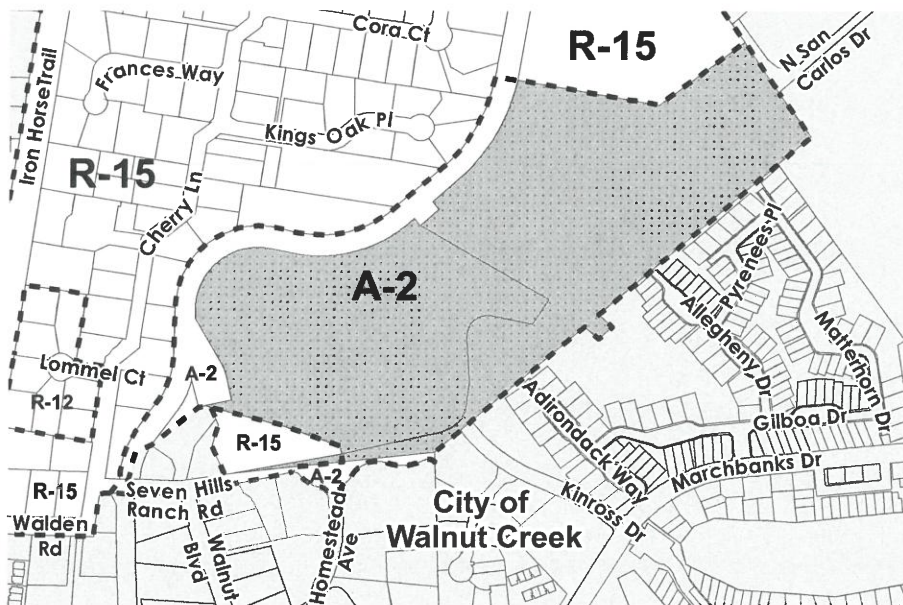 Cora Ct
R-15
N San
Carlos Dr
Frances Way
Iron Horse Trail
Kings Oak Pl
R-15
Cherry Ln
Pyrenees Pl
A-2
Allegheny Dr
Matterhorn Dr
Lommel Ct
A-2
R-12
Adirondack Way
Gilboa Dr
R-15
A-2
Marchbanks Dr
R-15
Seven Hills
Ranch Rd
Kinross Dr
City of
Walnut Creek
Walden
Rd
Walnut
Blvd
Homestead
Ave